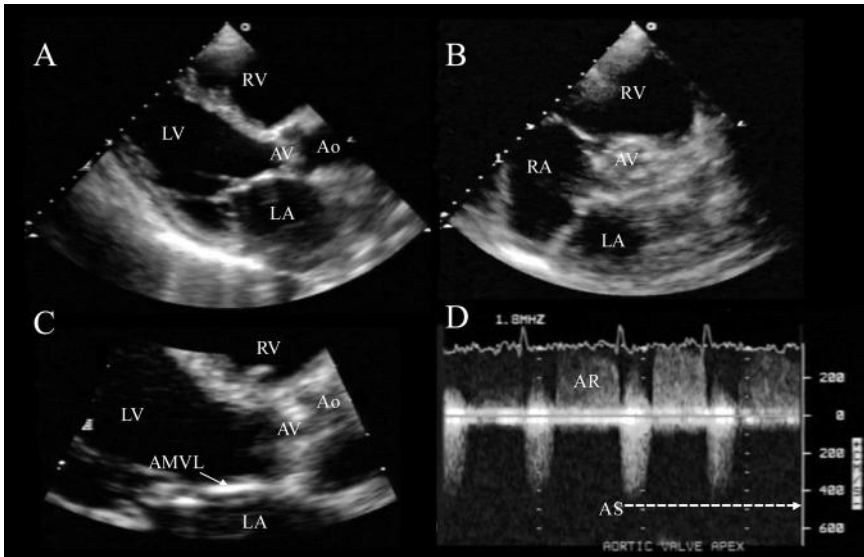 A
RV
LV
AV
Ao
LA
B
RV
RA
AV
LA
C
RV
LV
Ao
AV
AMVL
LA
D
1.8MHZ
AR
200
0
200
400
AS
600
AORTIC VALVE APEX